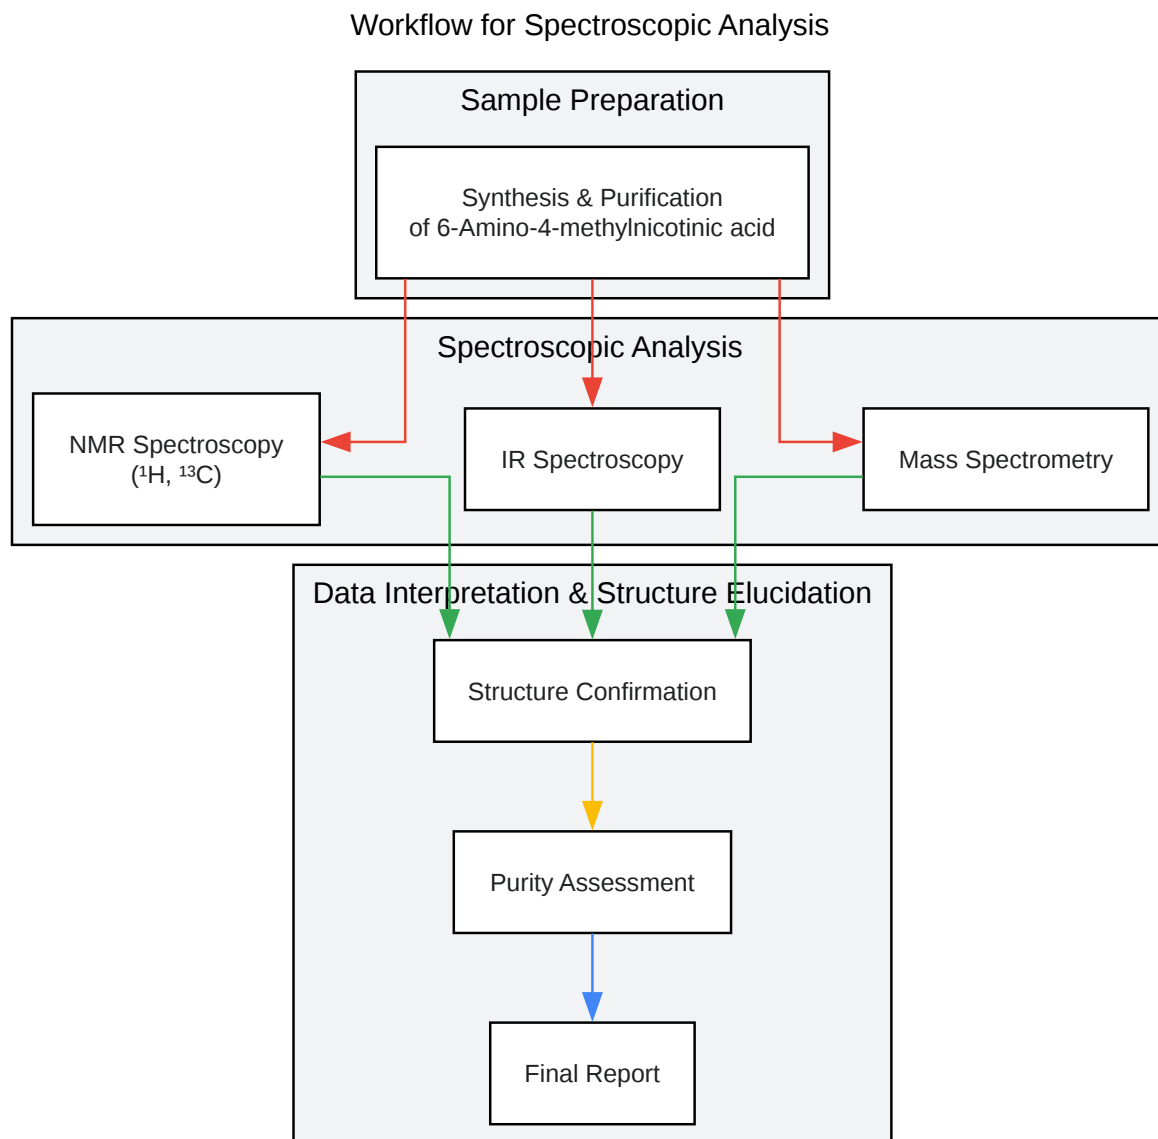 Workflow for Spectroscopic Analysis
Sample Preparation
Synthesis & Purification
of 6-Amino-4-methylnicotinic acid
Spectroscopic Analysis
NMR Spectroscopy
(¹H, ¹³C)
IR Spectroscopy
Mass Spectrometry
Data Interpretation & Structure Elucidation
Structure Confirmation
Purity Assessment
Final Report